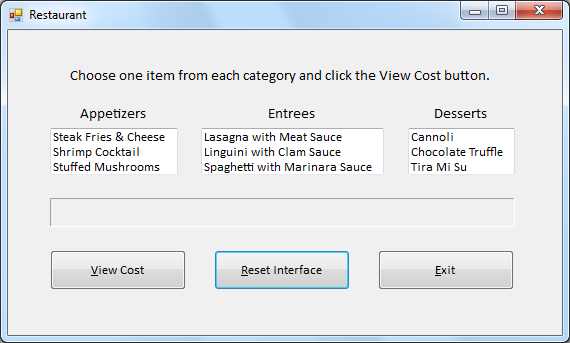 Restaurant
Choose one item from each category and click the View Cost button.
Appetizers Entrees Desserts
Steak Fries & Cheese Lasagna with Meat Sauce Cannoli
Shrimp Cocktail Linguini with Clam Sauce Chocolate Truffle
Stuffed Mushrooms Spaghetti with Marinara Sauce Tira Mi Su
View Cost Reset Interface Exit